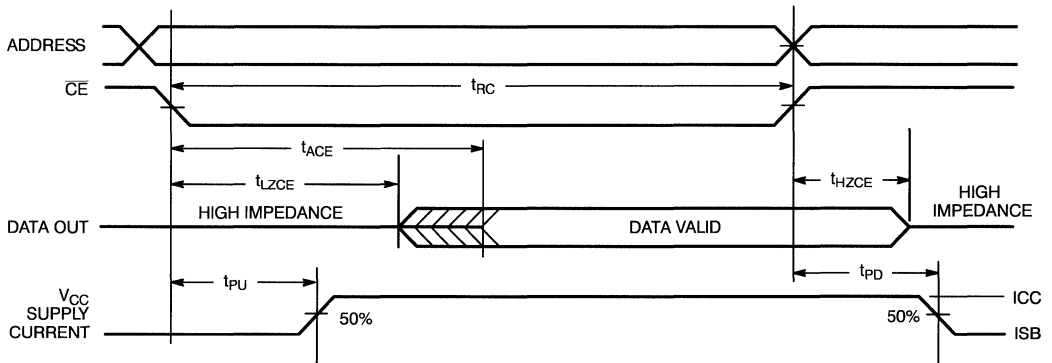 ADDRESS
C̅E̅
tRC
tACE
tLZCE
tHZCE
HIGH IMPEDANCE
HIGH
IMPEDANCE
DATA OUT
DATA VALID
tPU
tPD
VCC
SUPPLY
CURRENT
50%
50%
ICC
ISB